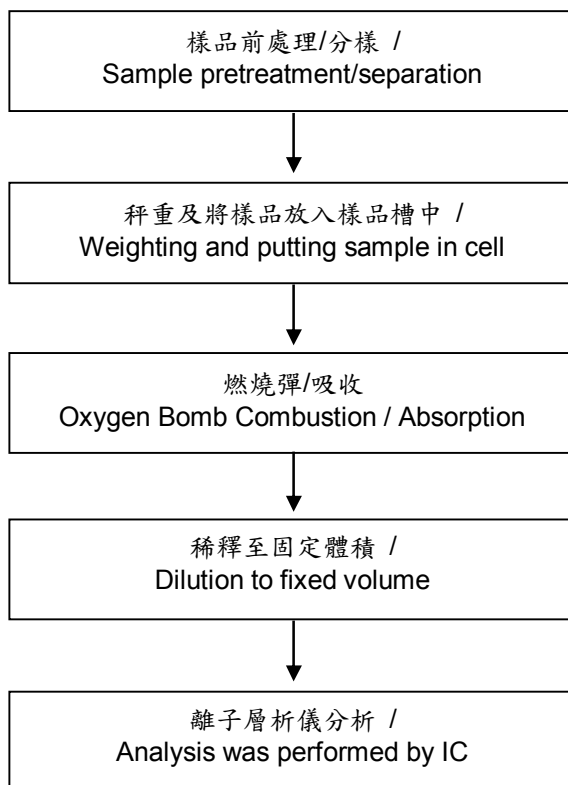 樣品前處理/分樣 /
Sample pretreatment/separation
秤重及將樣品放入樣品槽中 /
Weighting and putting sample in cell
燃燒彈/吸收
Oxygen Bomb Combustion / Absorption
稀釋至固定體積 /
Dilution to fixed volume
離子層析儀分析 /
Analysis was performed by IC